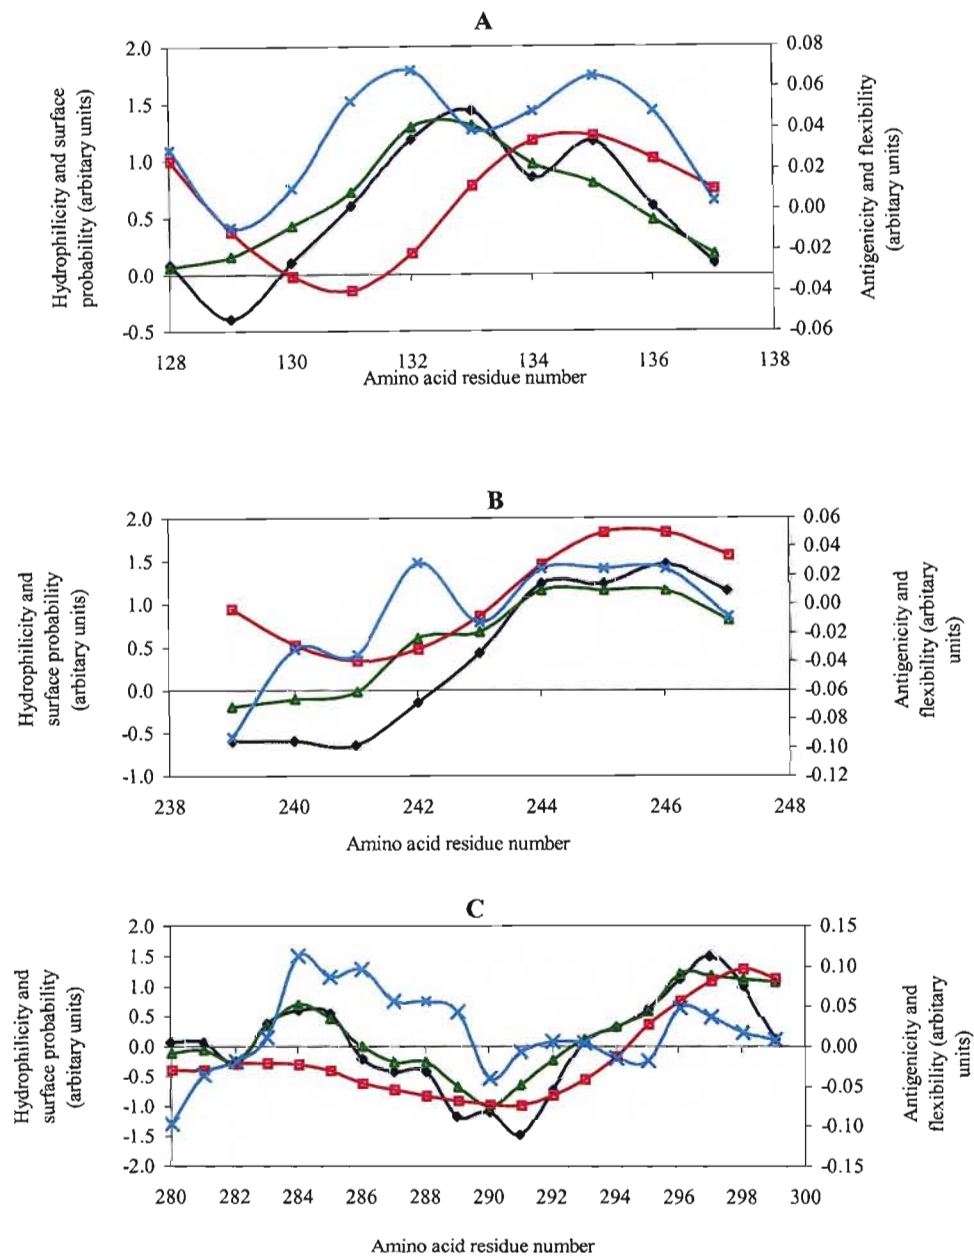 A
Hydrophilicity and surface
probability (arbitary units)
2.0
1.5
1.0
0.5
0.0
-0.5
0.08
0.06
0.04
0.02
0.00
-0.02
-0.04
-0.06
Antigenicity and flexibility
(arbitary units)
128 130 132 134 136 138
Amino acid residue number
B
Hydrophilicity and
surface probability
(arbitary units)
2.0
1.5
1.0
0.5
0.0
-0.5
-1.0
0.06
0.04
0.02
0.00
-0.02
-0.04
-0.06
-0.08
-0.10
-0.12
Antigenicity and
flexibility (arbitary
units)
238 240 242 244 246 248
Amino acid residue number
C
Hydrophilicity and
surface probability
(arbitary units)
2.0
1.5
1.0
0.5
0.0
-0.5
-1.0
-1.5
-2.0
0.15
0.10
0.05
0.00
-0.05
-0.10
-0.15
Antigenicity and
flexibility (arbitary
units)
280 282 284 286 288 290 292 294 296 298 300
Amino acid residue number